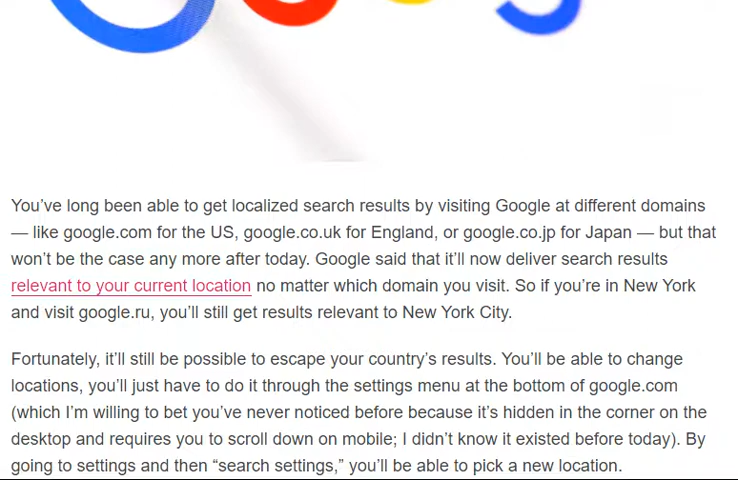 You’ve long been able to get localized search results by visiting Google at different domains
— like google.com for the US, google.co.uk for England, or google.co.jp for Japan — but that
won’t be the case any more after today. Google said that it’ll now deliver search results
relevant to your current location no matter which domain you visit. So if you’re in New York
and visit google.ru, you’ll still get results relevant to New York City.
Fortunately, it’ll still be possible to escape your country’s results. You’ll be able to change
locations, you’ll just have to do it through the settings menu at the bottom of google.com
(which I’m willing to bet you’ve never noticed before because it’s hidden in the corner on the
desktop and requires you to scroll down on mobile; I didn’t know it existed before today). By
going to settings and then “search settings,” you’ll be able to pick a new location.